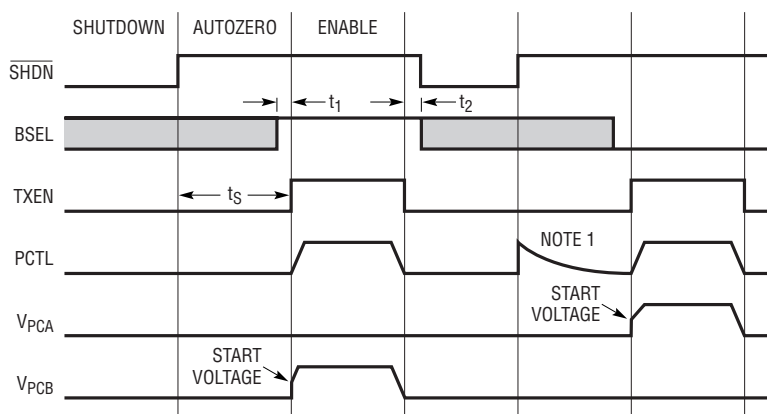 SHUTDOWN AUTOZERO ENABLE
SHDN
t1 t2
BSEL
tS
TXEN
NOTE 1
PCTL
START
VOLTAGE
VPCA
START
VOLTAGE
VPCB